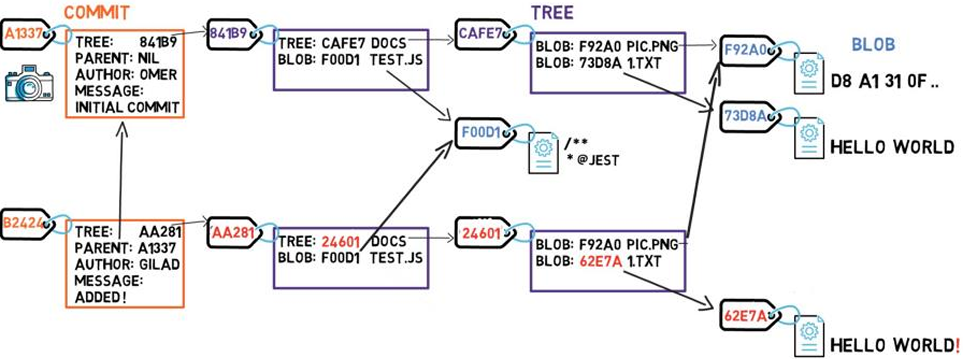 COMMIT
TREE
A1337
TREE: 841B9
PARENT: NIL
AUTHOR: OMER
MESSAGE:
INITIAL COMMIT
841B9
TREE: CAFE7 DOCS
BLOB: F00D1 TEST.JS
CAFE7
BLOB: F92A0 PIC.PNG
BLOB: 73D8A 1.TXT
F92A0
BLOB
D8 A1 31 0F ..
73D8A
HELLO WORLD
F00D1
/**
* @JEST
B2424
TREE: AA281
PARENT: A1337
AUTHOR: GILAD
MESSAGE:
ADDED!
AA281
TREE: 24601 DOCS
BLOB: F00D1 TEST.JS
24601
BLOB: F92A0 PIC.PNG
BLOB: 62E7A 1.TXT
62E7A
HELLO WORLD!